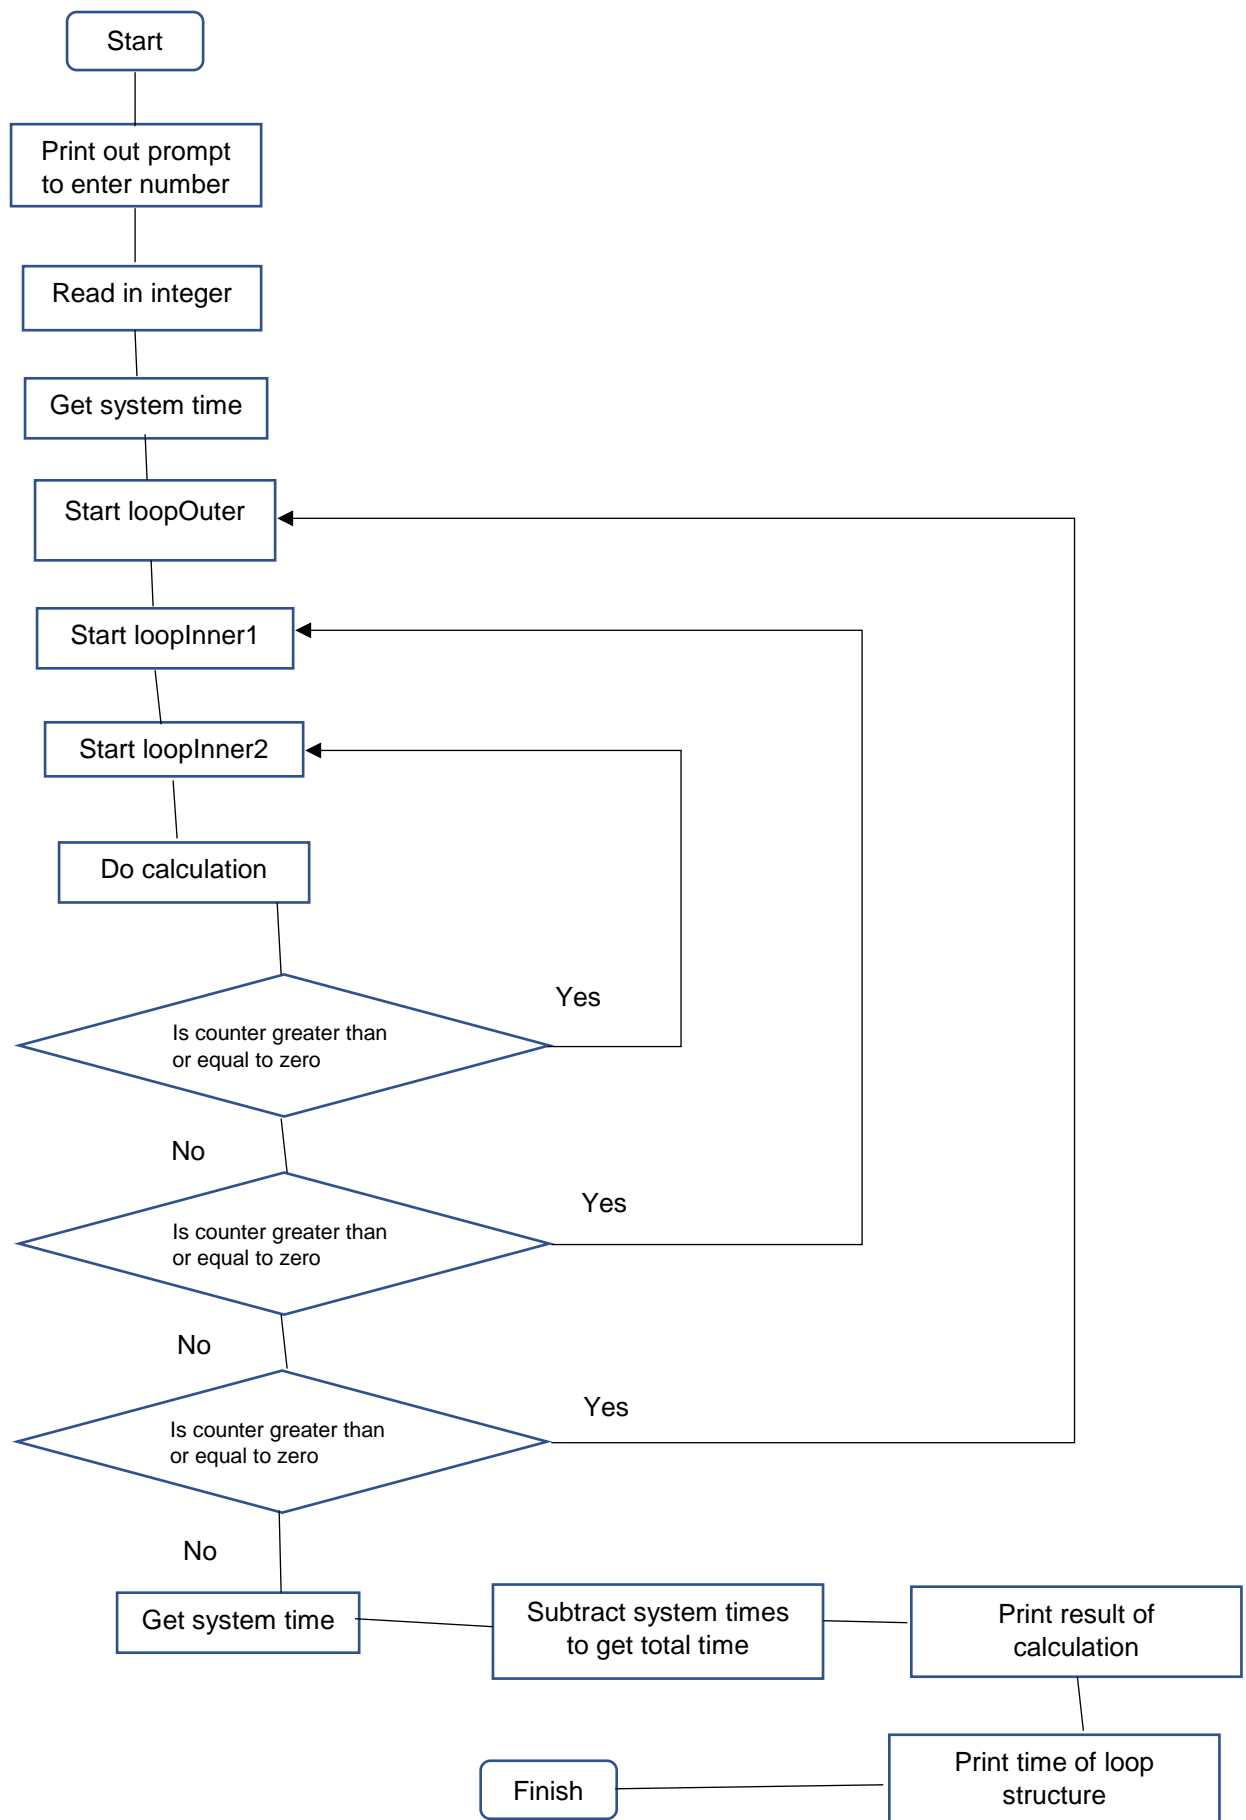 Start
Print out prompt
to enter number
Read in integer
Get system time
Start loopOuter
Start loopInner1
Start loopInner2
Do calculation
Yes
Is counter greater than
or equal to zero
No
Yes
Is counter greater than
or equal to zero
No
Yes
Is counter greater than
or equal to zero
No
Get system time
Subtract system times
to get total time
Print result of
calculation
Print time of loop
structure
Finish